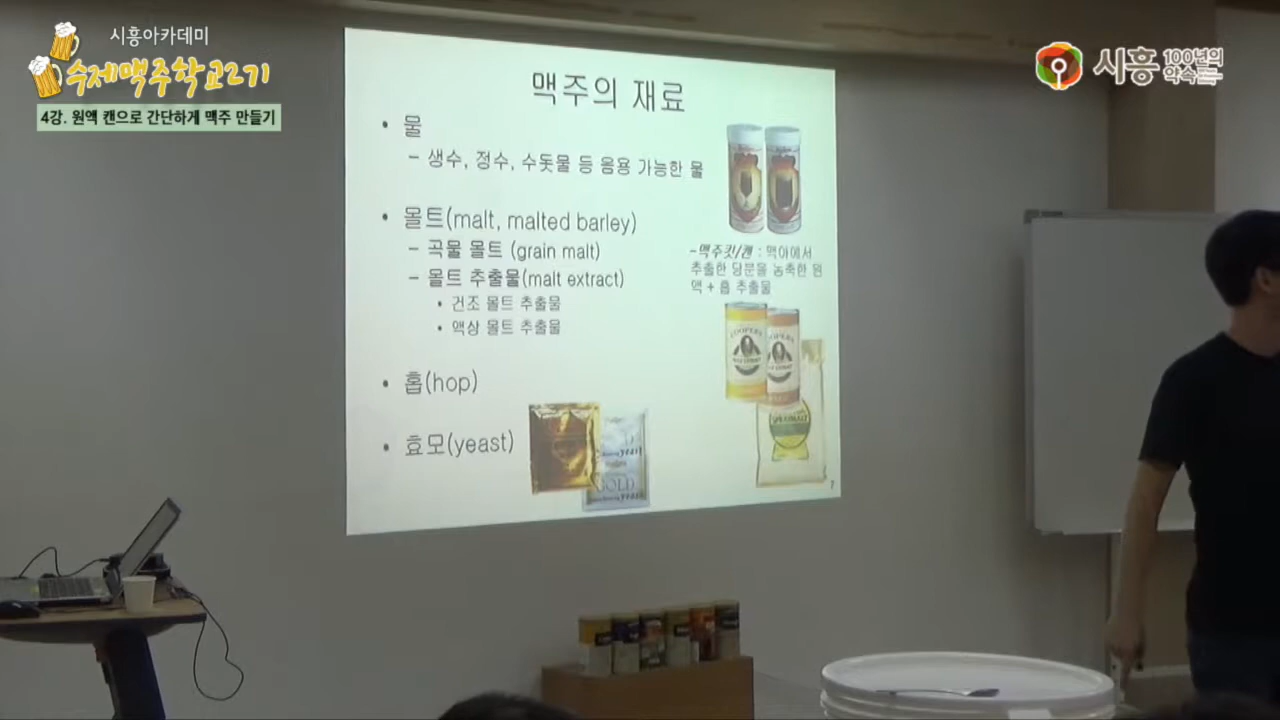 시흥아카데미
수제맥주학교2기
4강. 원액 캔으로 간단하게 맥주 만들기
시흥 100년의 약속
맥주의 재료
• 물
– 생수, 정수, 수돗물 등 음용 가능한 물
• 몰트(malt, malted barley)
– 곡물 몰트 (grain malt)
– 몰트 추출물(malt extract)
• 건조 몰트 추출물
• 액상 몰트 추출물
• 홉(hop)
• 효모(yeast)
-맥주킷/캔 : 맥아에서
추출한 당분을 농축한 원
액 + 홉 추출물
COOPERS
GOLD
7